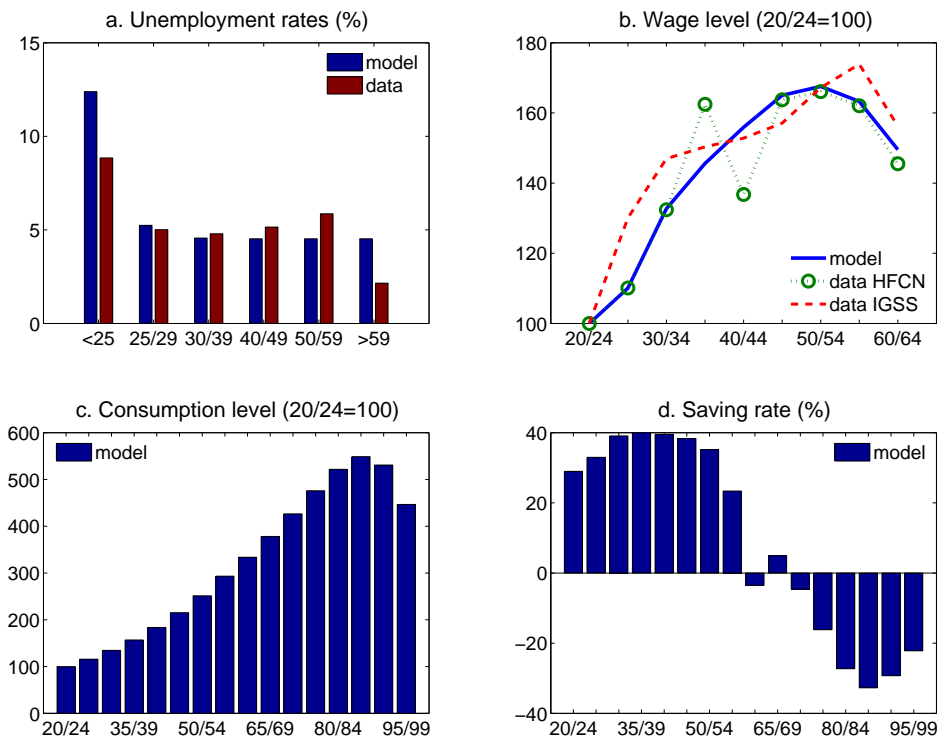 a. Unemployment rates (%)
15
10
5
0
<25 25/29 30/39 40/49 50/59 >59
model
data
b. Wage level (20/24=100)
180
160
140
120
100
20/24 30/34 40/44 50/54 60/64
model
data HFCN
data IGSS
c. Consumption level (20/24=100)
600
500
400
300
200
100
0
20/24 35/39 50/54 65/69 80/84 95/99
model
d. Saving rate (%)
40
20
0
−20
−40
20/24 35/39 50/54 65/69 80/84 95/99
model